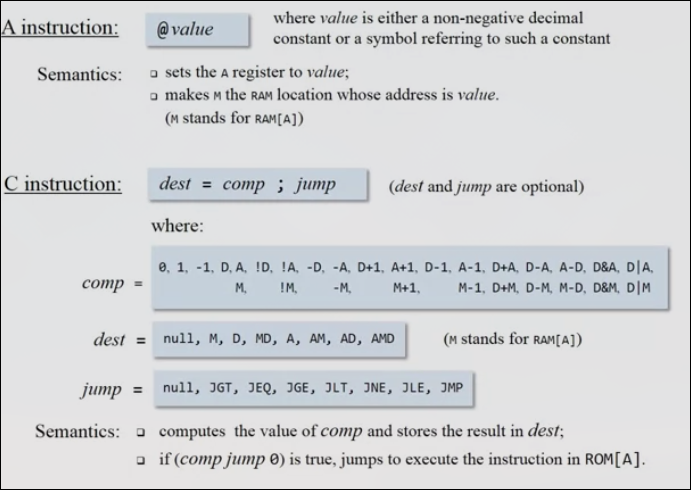 A instruction: @value where value is either a non-negative decimal
constant or a symbol referring to such a constant
Semantics: ❑ sets the A register to value;
❑ makes M the RAM location whose address is value.
(M stands for RAM[A])
C instruction: dest = comp ; jump (dest and jump are optional)
where:
comp = 0, 1, -1, D, A, !D, !A, -D, -A, D+1, A+1, D-1, A-1, D+A, D-A, A-D, D&A, D|A,
M, !M, -M, M+1, M-1, D+M, D-M, M-D, D&M, D|M
dest = null, M, D, MD, A, AM, AD, AMD (M stands for RAM[A])
jump = null, JGT, JEQ, JGE, JLT, JNE, JLE, JMP
Semantics: ❑ computes the value of comp and stores the result in dest;
❑ if (comp jump 0) is true, jumps to execute the instruction in ROM[A].